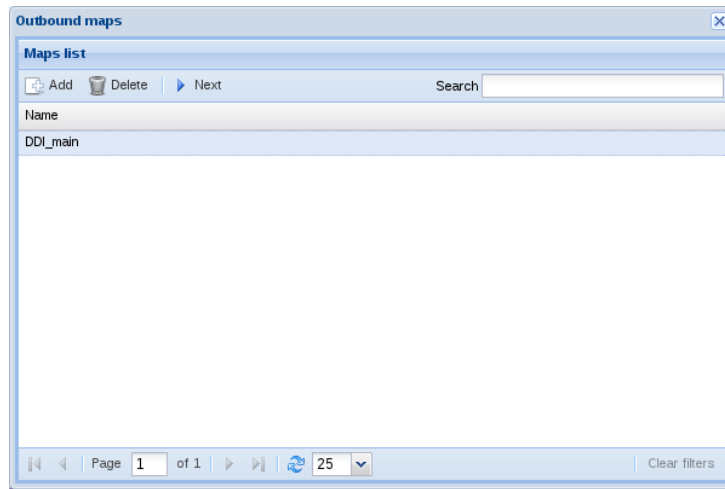 Outbound maps
Maps list
Add Delete Next Search
Name
DDI_main
Page 1 of 1 25 Clear filters